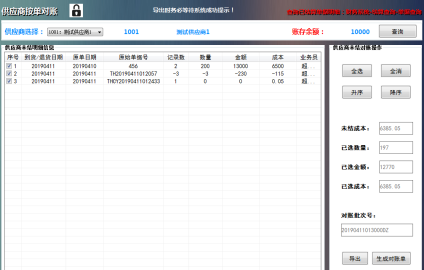 供应商按单对账
导出财务必等待系统成功提示！
供应商选择：
1001：测试供应商1
1001
测试供应商1
账存余额：
10000
查询
供应商未结明细信息
序号 到货/退货日期 原单日期 原始单编号 记录数 数量 金额 成本 业务员
1 20190411 20190410 456 2 200 13000 6500 超...
2 20190411 20190411 TH20190411012057 -3 -3 -230 -115 超...
3 20190411 20190411 THDY20190411012433 1 0 0 0.05 超...
供应商未结对账操作
全选 全消
升序 降序
未结成本： 6385.05
已选数量： 197
已选金额： 12770
已选成本： 6385.05
对账批次号：
20190411013000DZ
导出 生成对账单